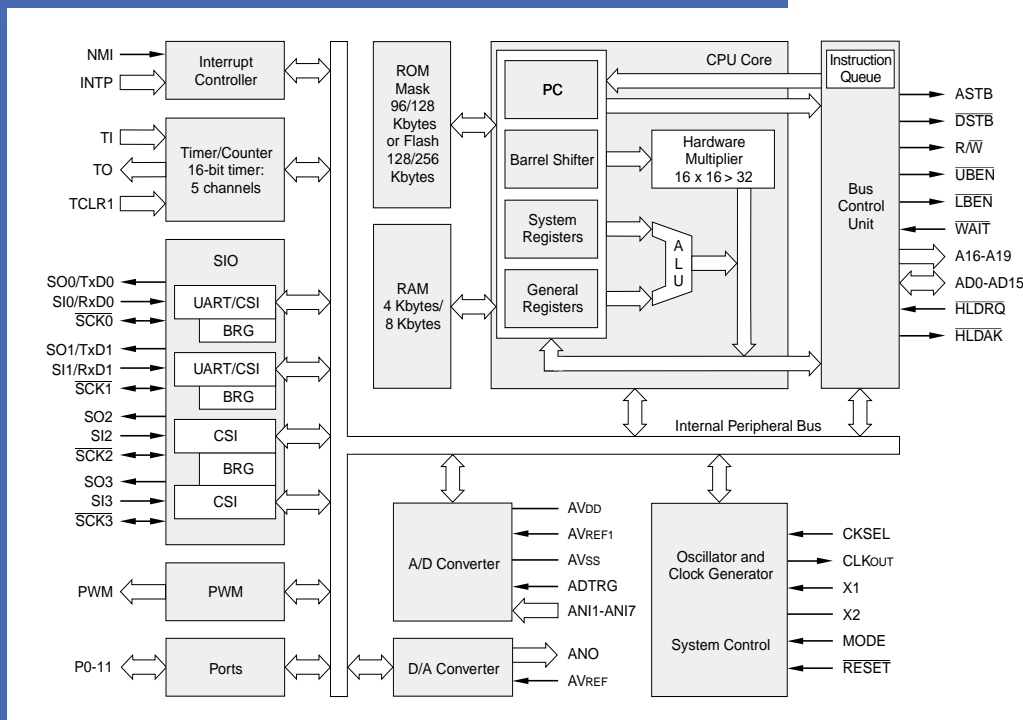 NMI
INTP
Interrupt
Controller
TI
TO
TCLR1
Timer/Counter
16-bit timer:
5 channels
SIO
SO0/TxD0
SI0/RxD0
SCK0
UART/CSI
BRG
SO1/TxD1
SI1/RxD1
SCK1
UART/CSI
BRG
SO2
SI2
SCK2
CSI
BRG
SO3
SI3
SCK3
CSI
PWM
PWM
P0-11
Ports
ROM
Mask
96/128
Kbytes
or Flash
128/256
Kbytes
RAM
4 Kbytes/
8 Kbytes
CPU Core
PC
Barrel Shifter
System
Registers
General
Registers
Hardware
Multiplier
16 x 16 > 32
A
L
U
Instruction
Queue
Bus
Control
Unit
ASTB
DSTB
R/W
UBEN
LBEN
WAIT
A16-A19
AD0-AD15
HLDRQ
HLDAK
Internal Peripheral Bus
A/D Converter
AVDD
AVREF1
AVSS
ADTRG
ANI1-ANI7
D/A Converter
ANO
AVREF
Oscillator and
Clock Generator
System Control
CKSEL
CLKOUT
X1
X2
MODE
RESET